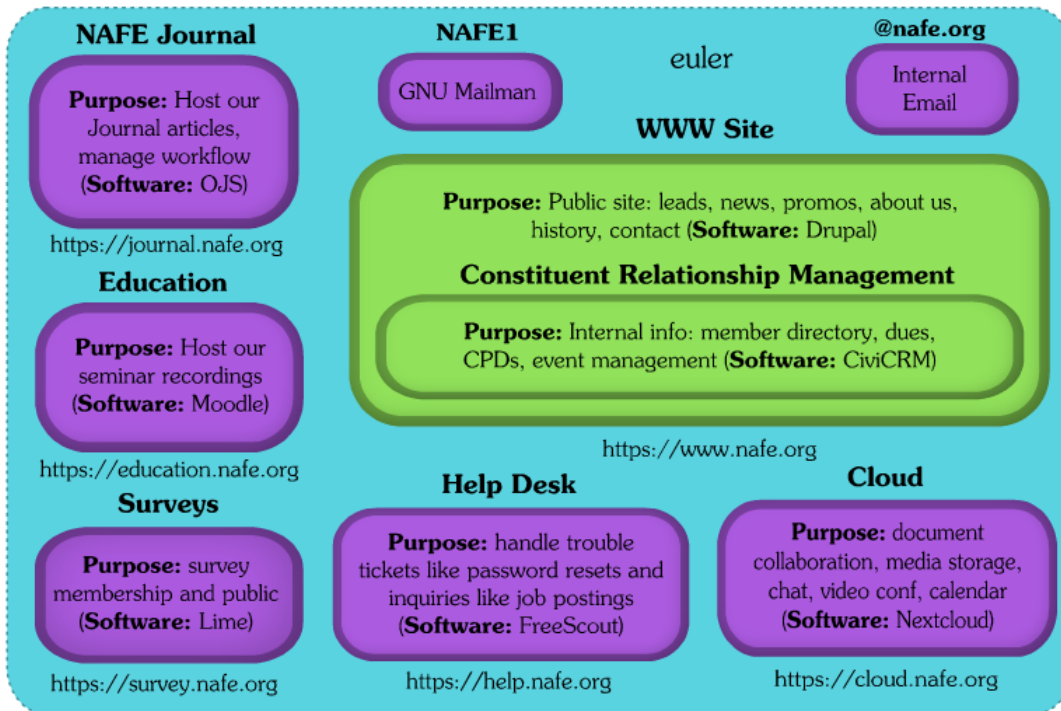 NAFE Journal
Purpose: Host our
Journal articles,
manage workflow
(Software: OJS)
https://journal.nafe.org
Education
Purpose: Host our
seminar recordings
(Software: Moodle)
https://education.nafe.org
Surveys
Purpose: survey
membership and public
(Software: Lime)
https://survey.nafe.org
NAFE1
GNU Mailman
euler
@nafe.org
Internal
Email
WWW Site
Purpose: Public site: leads, news, promos, about us,
history, contact (Software: Drupal)
Constituent Relationship Management
Purpose: Internal info: member directory, dues,
CPDs, event management (Software: CiviCRM)
https://www.nafe.org
Help Desk
Purpose: handle trouble
tickets like password resets and
inquiries like job postings
(Software: FreeScout)
https://help.nafe.org
Cloud
Purpose: document
collaboration, media storage,
chat, video conf, calendar
(Software: Nextcloud)
https://cloud.nafe.org